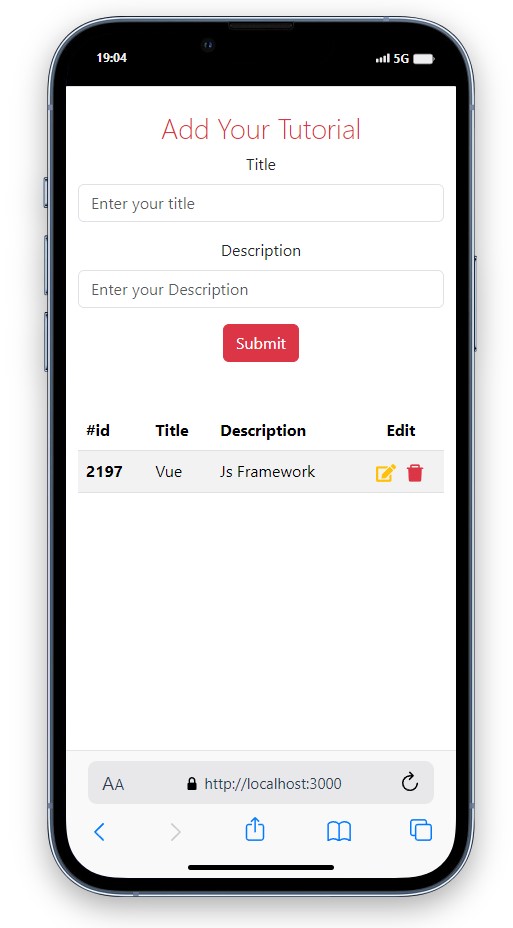 19:04 5G
Add Your Tutorial
Title
Enter your title
Description
Enter your Description
Submit
#id Title Description Edit
2197 Vue Js Framework
AA http://localhost:3000